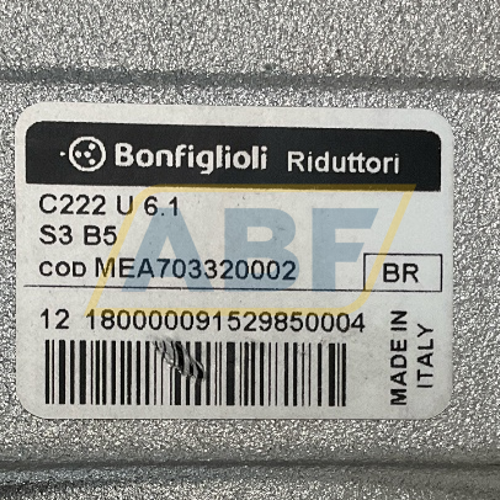 Bonfiglioli Riduttori
C222 U 6.1
S3 B5
COD MEA703320002
BR
12 180000091529850004
MADE IN
ITALY
ABF